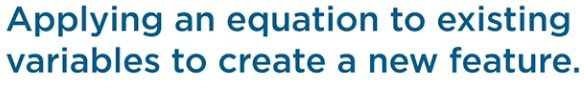 Applying an equation to existing
variables to create a new feature.